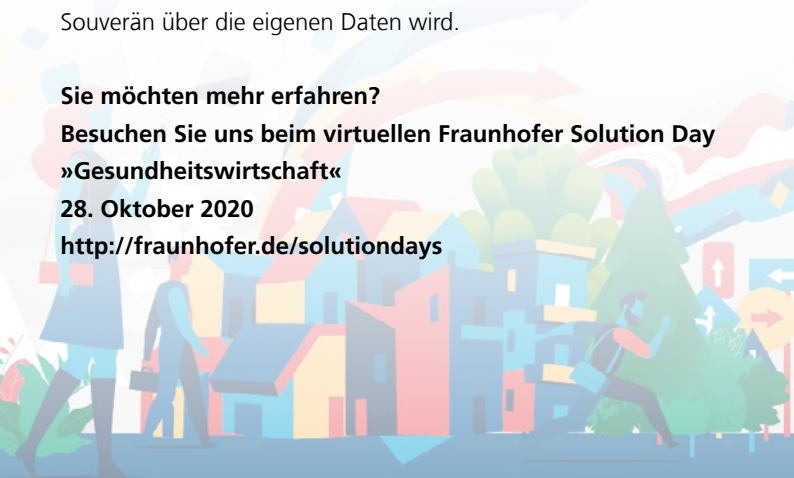 Souverän über die eigenen Daten wird.
Sie möchten mehr erfahren?
Besuchen Sie uns beim virtuellen Fraunhofer Solution Day
»Gesundheitswirtschaft«
28. Oktober 2020
http://fraunhofer.de/solutiondays